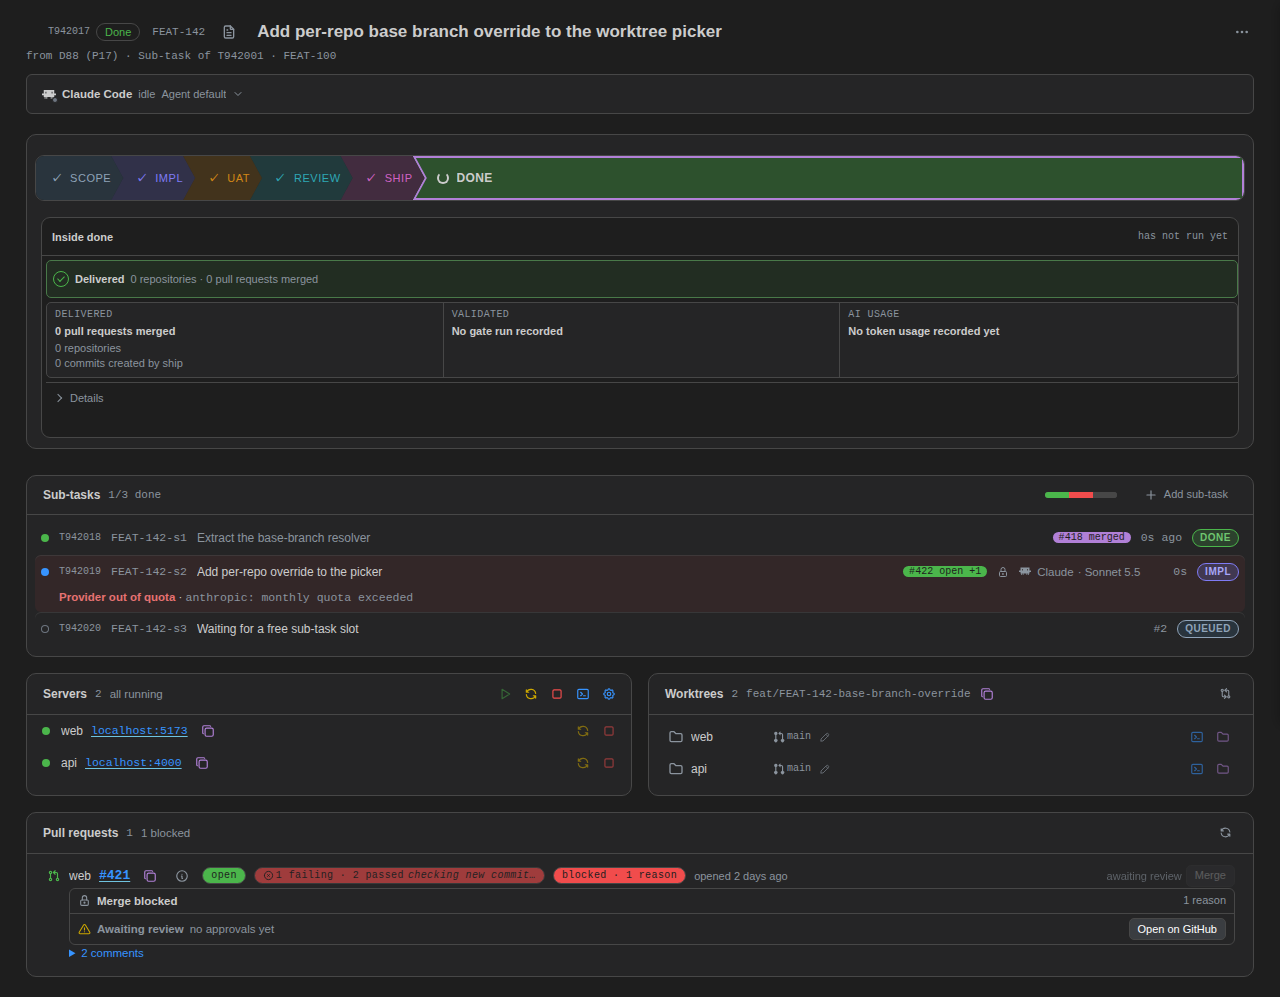 T942017 Done FEAT-142 Add per-repo base branch override to the worktree picker
from D88 (P17) · Sub-task of T942001 · FEAT-100
Claude Code idle Agent default
SCOPE IMPL UAT REVIEW SHIP DONE
Inside done has not run yet
Delivered 0 repositories · 0 pull requests merged
DELIVERED VALIDATED AI USAGE
0 pull requests merged No gate run recorded No token usage recorded yet
0 repositories
0 commits created by ship
Details
Sub-tasks 1/3 done Add sub-task
T942018 FEAT-142-s1 Extract the base-branch resolver #418 merged 0s ago DONE
T942019 FEAT-142-s2 Add per-repo override to the picker #422 open +1 Claude · Sonnet 5.5 0s IMPL
Provider out of quota · anthropic: monthly quota exceeded
T942020 FEAT-142-s3 Waiting for a free sub-task slot #2 QUEUED
Servers 2 all running
web localhost:5173
api localhost:4000
Worktrees 2 feat/FEAT-142-base-branch-override
web main
api main
Pull requests 1 1 blocked
web #421 open 1 failing · 2 passed checking new commit… blocked · 1 reason opened 2 days ago awaiting review Merge
Merge blocked 1 reason
Awaiting review no approvals yet Open on GitHub
2 comments